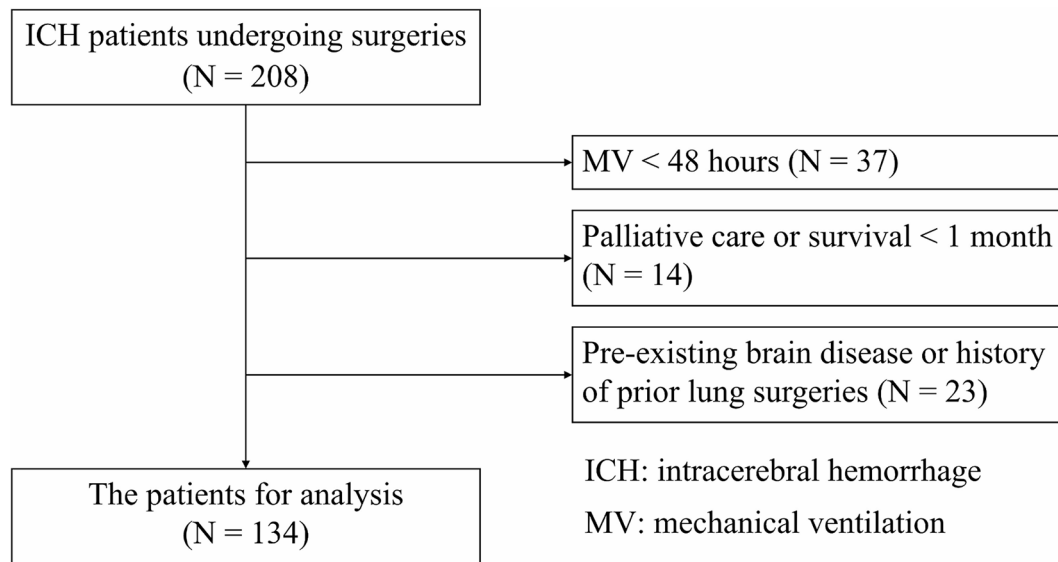 ICH patients undergoing surgeries
(N = 208)
MV < 48 hours (N = 37)
Palliative care or survival < 1 month
(N = 14)
Pre-existing brain disease or history
of prior lung surgeries (N = 23)
The patients for analysis
(N = 134)
ICH: intracerebral hemorrhage
MV: mechanical ventilation